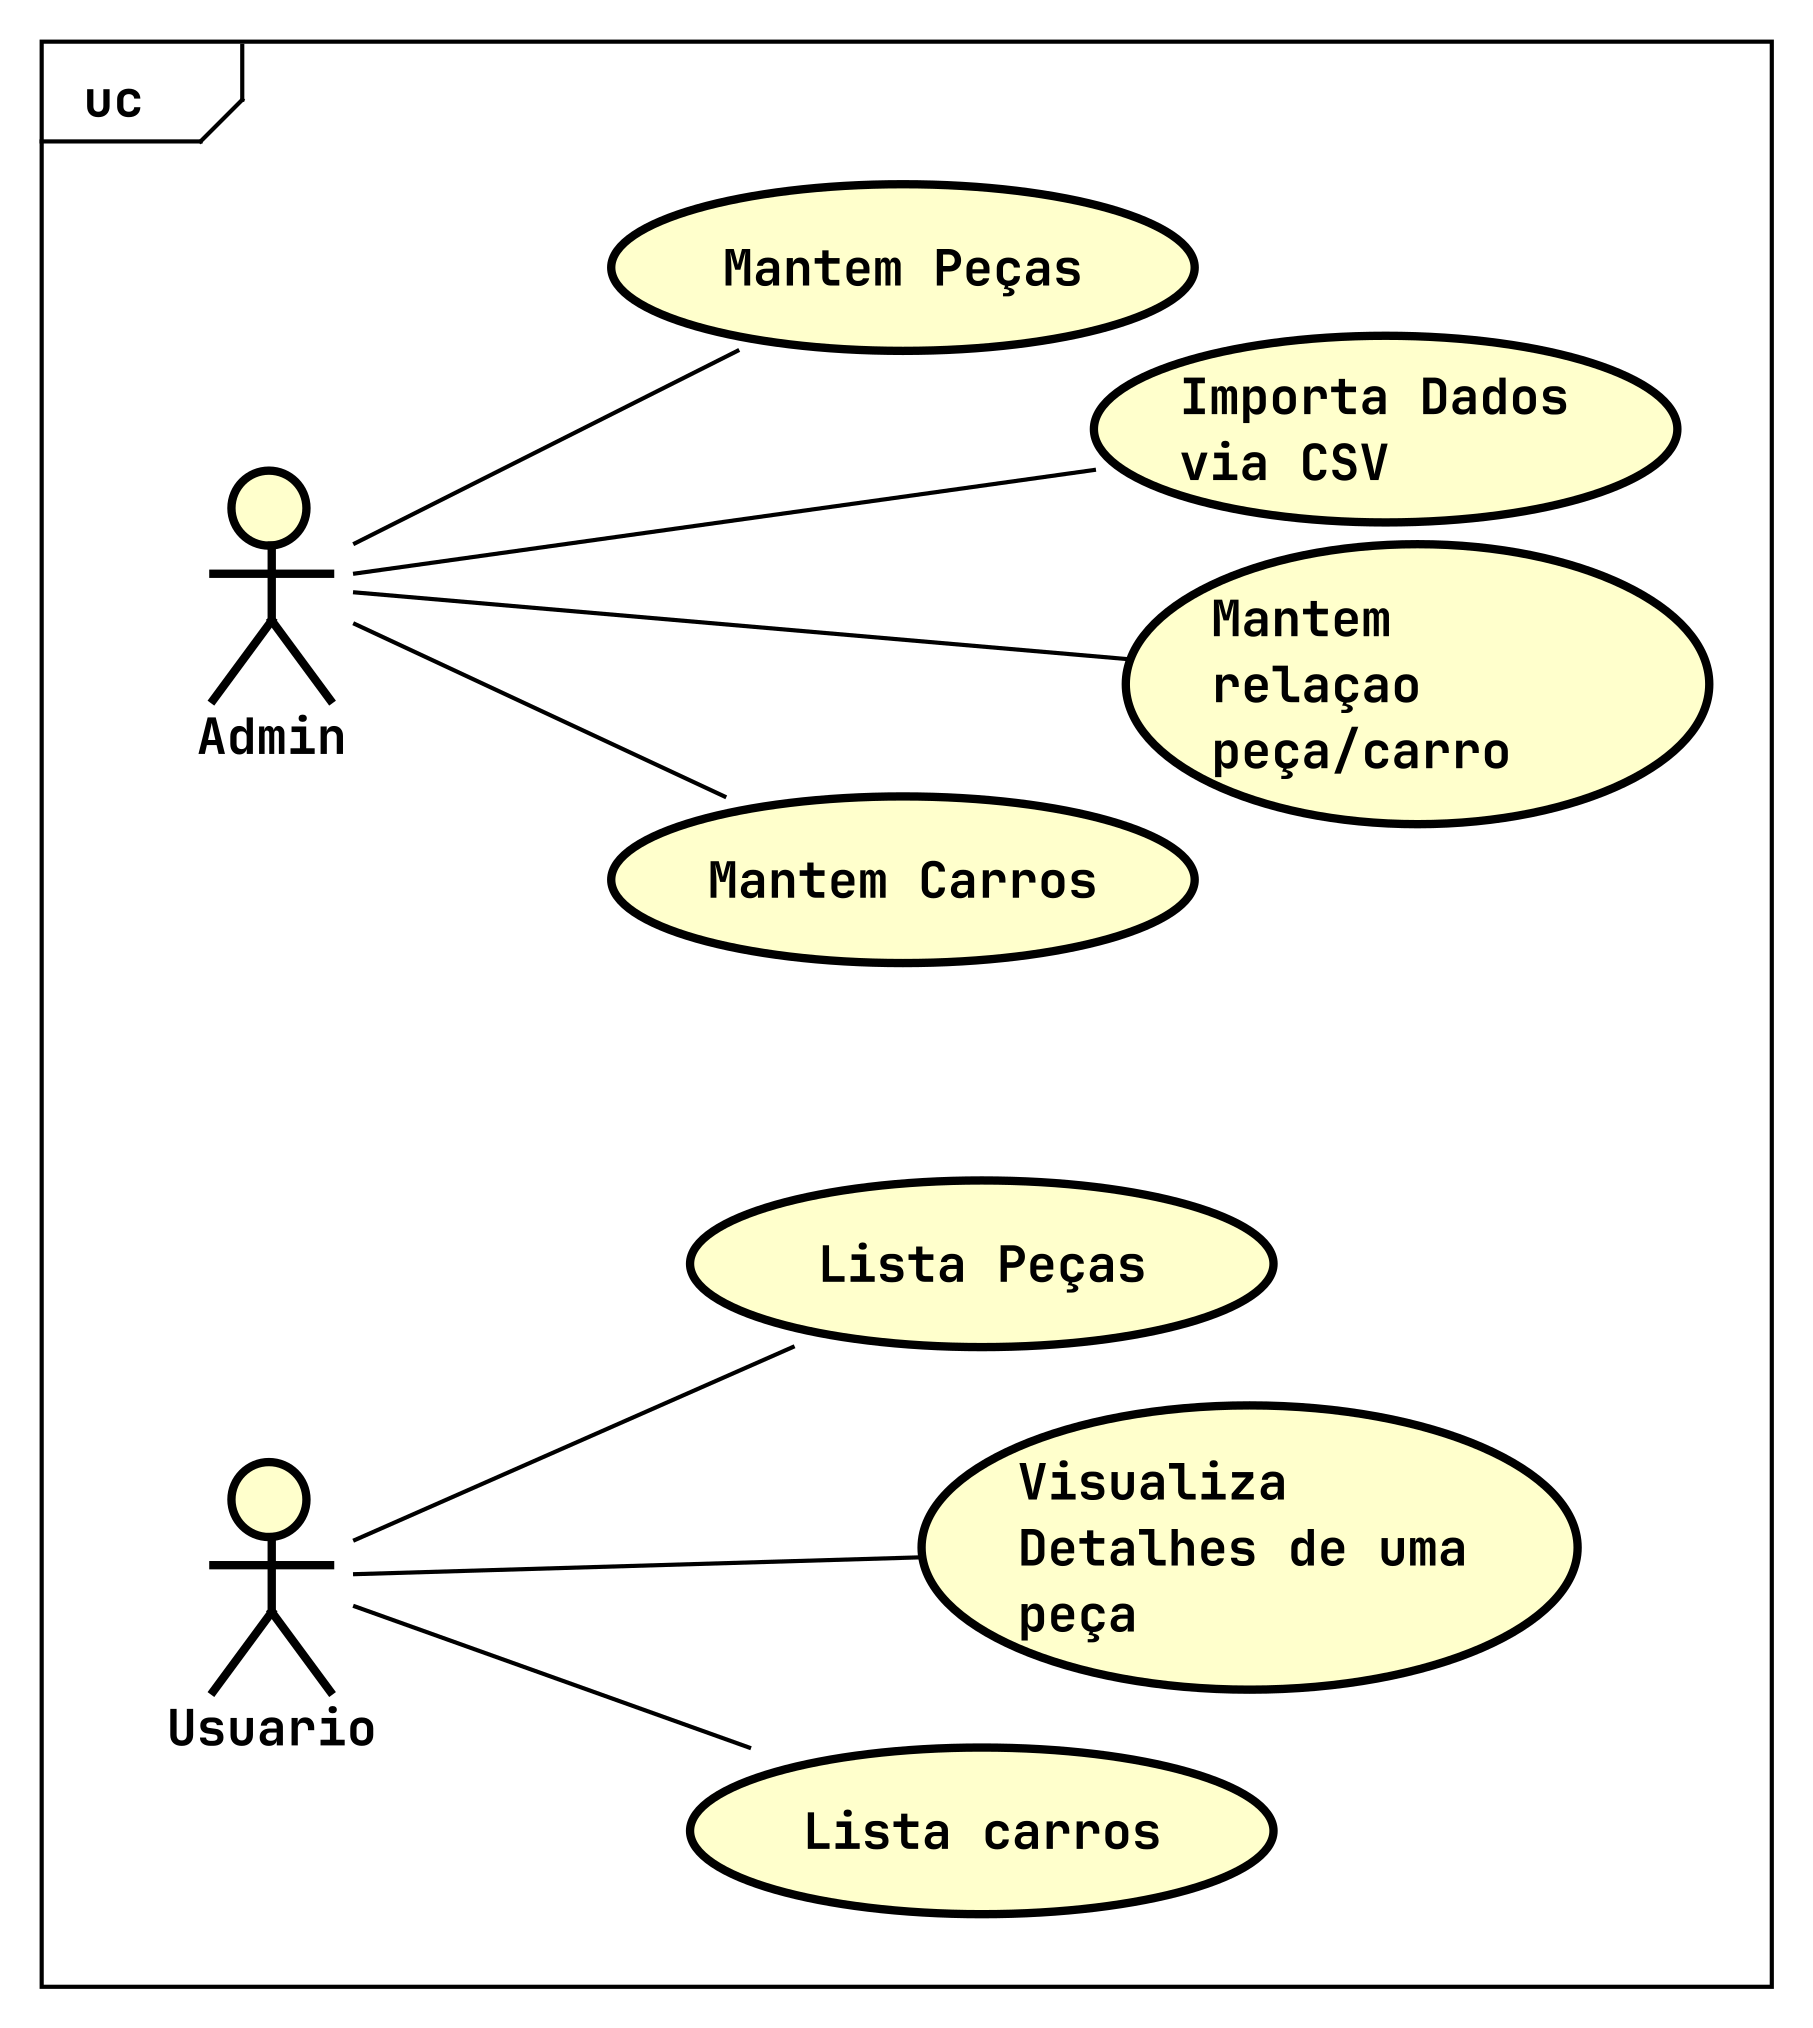 uc
Mantem Peças
Importa Dados
via CSV
Mantem
relaçao
peça/carro
Admin
Mantem Carros
Lista Peças
Visualiza
Detalhes de uma
peça
Usuario
Lista carros